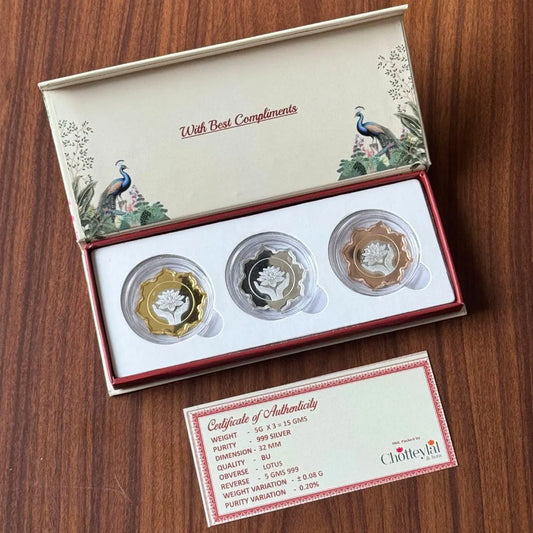 With Best Compliments
Certificate of Authenticity
WEIGHT - 5G X 3 = 15 GMS
PURITY - 999 SILVER
DIMENSION - 32 MM
QUALITY - BU
OBVERSE - LOTUS
REVERSE - 5 GMS 999
WEIGHT VARIATION - ± 0.08 G
PURITY VARIATION - 0.20%
Chotteylal
& Sons